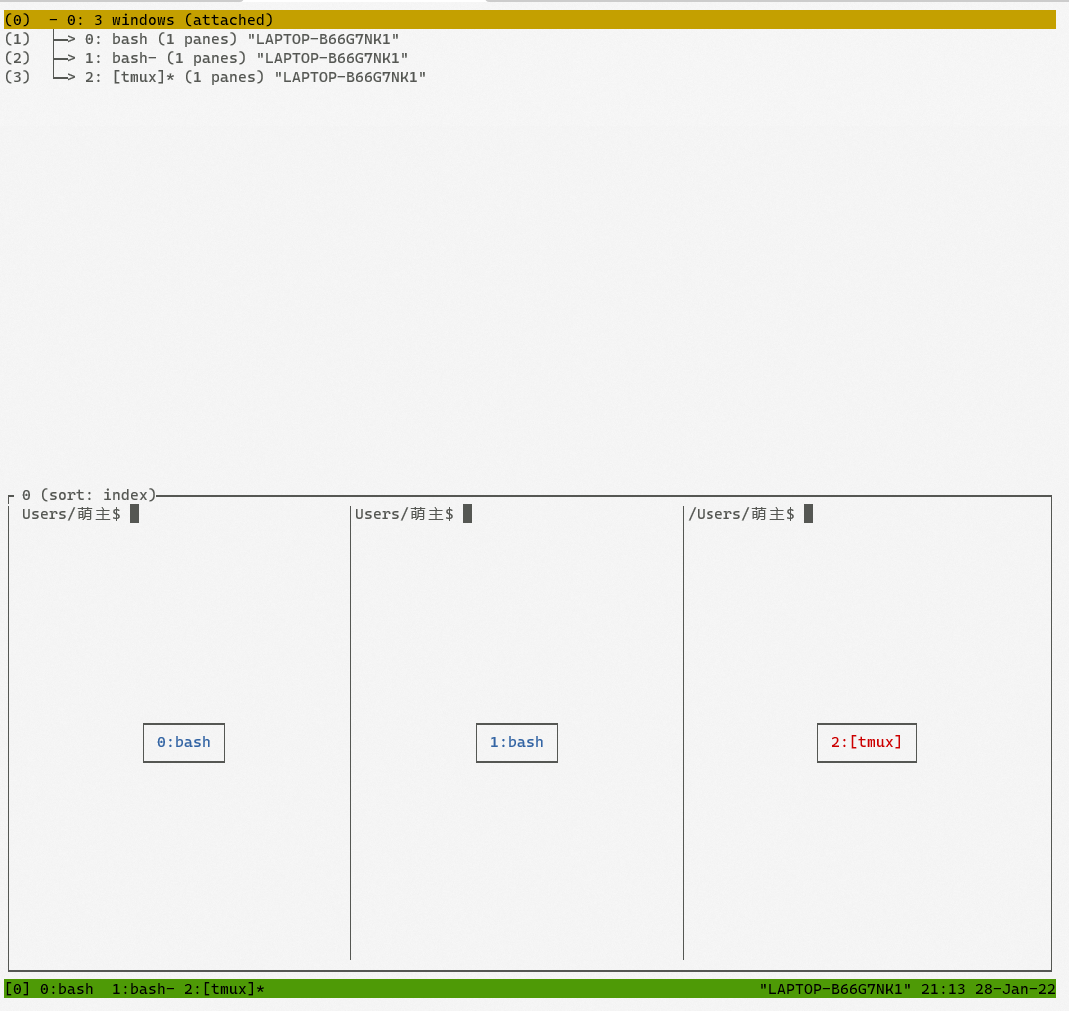 (0)  - 0: 3 windows (attached)
(1)  ├─> 0: bash (1 panes) "LAPTOP-B66G7NK1"
(2)  ├─> 1: bash- (1 panes) "LAPTOP-B66G7NK1"
(3)  └─> 2: [tmux]* (1 panes) "LAPTOP-B66G7NK1"
0 (sort: index)
Users/萌主$ Users/萌主$ /Users/萌主$
0:bash 1:bash 2:[tmux]
[0] 0:bash  1:bash- 2:[tmux]* "LAPTOP-B66G7NK1" 21:13 28-Jan-22